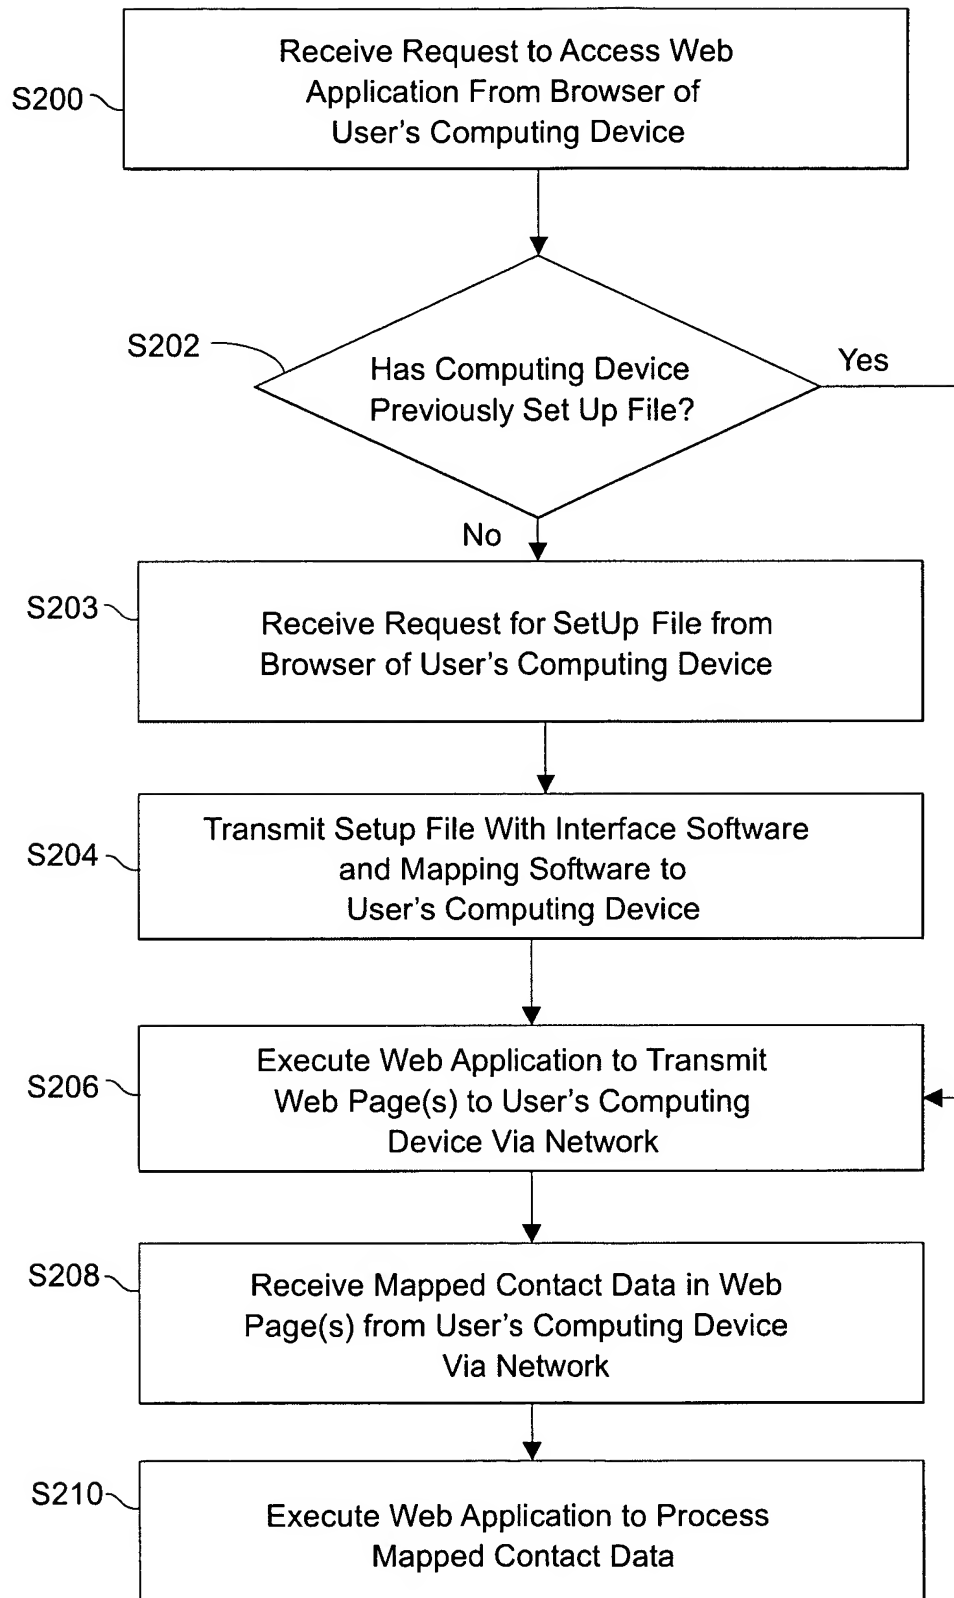 Receive Request to Access Web
Application From Browser of
User's Computing Device
S200
S202
Has Computing Device
Previously Set Up File?
Yes
No
S203
Receive Request for SetUp File from
Browser of User's Computing Device
S204
Transmit Setup File With Interface Software
and Mapping Software to
User's Computing Device
S206
Execute Web Application to Transmit
Web Page(s) to User's Computing
Device Via Network
S208
Receive Mapped Contact Data in Web
Page(s) from User's Computing Device
Via Network
S210
Execute Web Application to Process
Mapped Contact Data